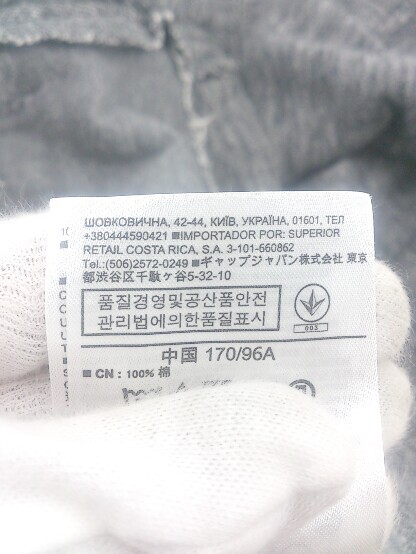 ШОВКОВИЧНА, 42-44, КИЇВ, УКРАЇНА, 01601, ТЕЛ
+380444590421 ■IMPORTADOR POR: SUPERIOR
RETAIL COSTA RICA, S.A. 3-101-660862
Tel.:(506)2572-0249 ■ギャップジャパン株式会社 東京
都渋谷区千駄ヶ谷5-32-10
품질경영및공산품안전
관리법에의한품질표시
003
中国 170/96A
■ CN : 100% 棉